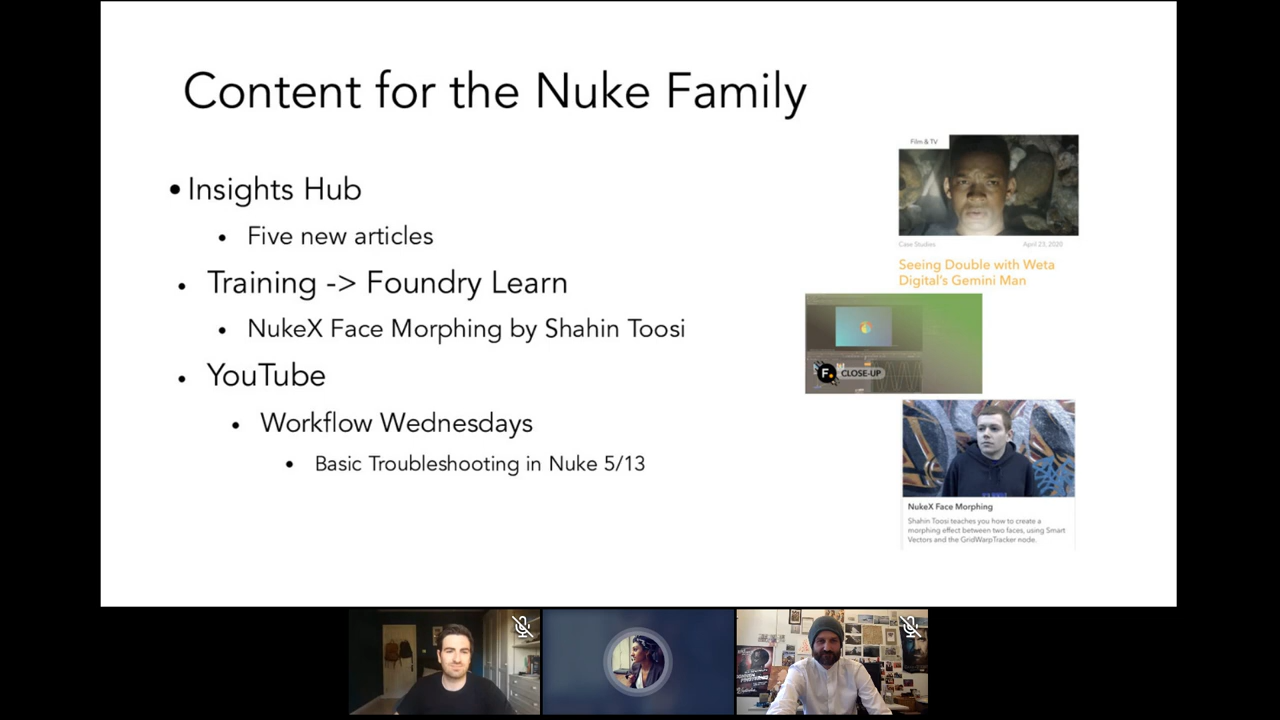 Content for the Nuke Family
• Insights Hub
• Five new articles
• Training -> Foundry Learn
• NukeX Face Morphing by Shahin Toosi
• YouTube
• Workflow Wednesdays
• Basic Troubleshooting in Nuke 5/13
Film & TV
Case Studies
April 23, 2020
Seeing Double with Weta
Digital's Gemini Man
F.
CLOSE-UP
NukeX Face Morphing
Shahin Toosi teaches you how to create a
morphing effect between two faces, using Smart
Vectors and the GridWarpTracker node.